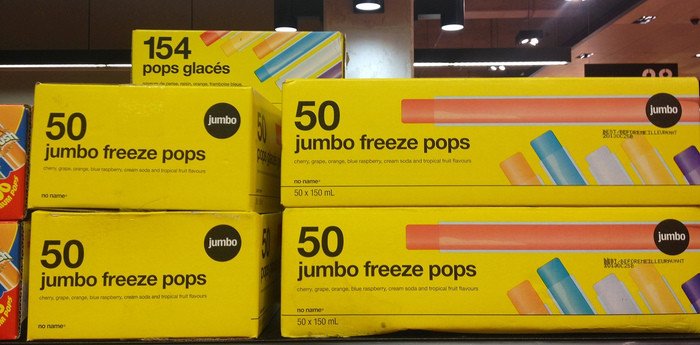 154
pops glacés
50
jumbo freeze pops
cherry, grape, orange, blue raspberry, cream soda and tropical fruit flavours
no name
jumbo
50
50
jumbo freeze pops
cherry, grape, orange, blue raspberry, cream soda and tropical fruit flavours
no name
50 x 150 mL
jumbo
50
jumbo freeze pops
cherry, grape, orange, blue raspberry, cream soda and tropical fruit flavours
no name
jumbo
50
50
jumbo freeze pops
cherry, grape, orange, blue raspberry, cream soda and tropical fruit flavours
no name
50 x 150 mL
jumbo